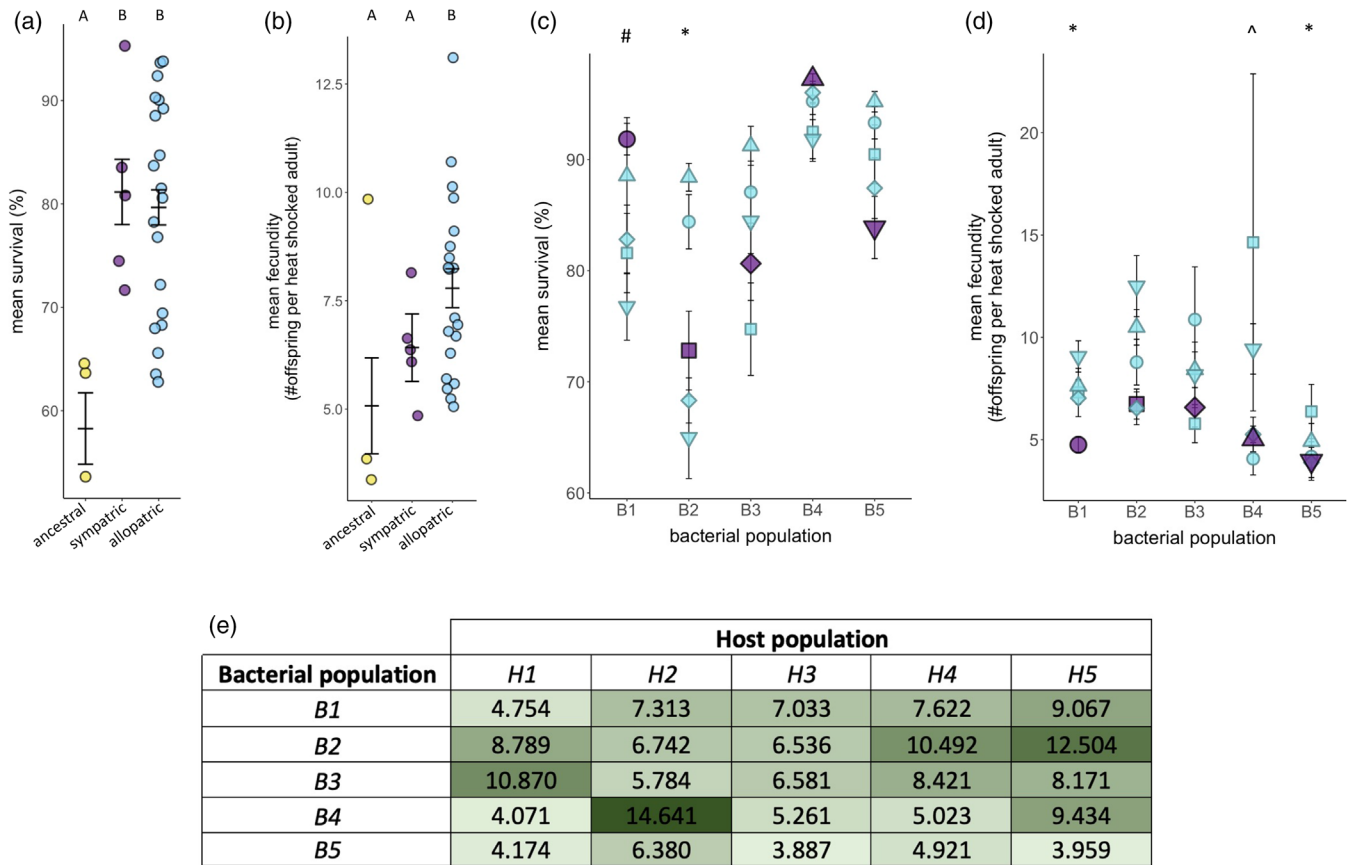 (a)
A B B
mean survival (%)
90
80
70
60
ancestral
sympatric
allopatric
(b)
A A B
mean fecundity
(#offspring per heat shocked adult)
12.5
10.0
7.5
5.0
ancestral
sympatric
allopatric
(c)
# *
mean survival (%)
90
80
70
60
B1 B2 B3 B4 B5
bacterial population
(d)
* ^ *
mean fecundity
(#offspring per heat shocked adult)
20
15
10
5
B1 B2 B3 B4 B5
bacterial population
(e)
Host population
Bacterial population H1 H2 H3 H4 H5
B1 4.754 7.313 7.033 7.622 9.067
B2 8.789 6.742 6.536 10.492 12.504
B3 10.870 5.784 6.581 8.421 8.171
B4 4.071 14.641 5.261 5.023 9.434
B5 4.174 6.380 3.887 4.921 3.959